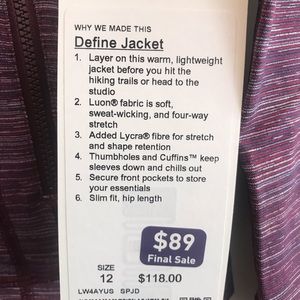 WHY WE MADE THIS
Define Jacket
1. Layer on this warm, lightweight
jacket before you hit the
hiking trails or head to the
studio
2. Luon® fabric is soft,
sweat-wicking, and four-way
stretch
3. Added Lycra® fibre for stretch
and shape retention
4. Thumbholes and Cuffins™ keep
sleeves down and chills out
5. Secure front pockets to store
your essentials
6. Slim fit, hip length
$89
Final Sale
SIZE
12 $118.00
LW4AYUS SPJD